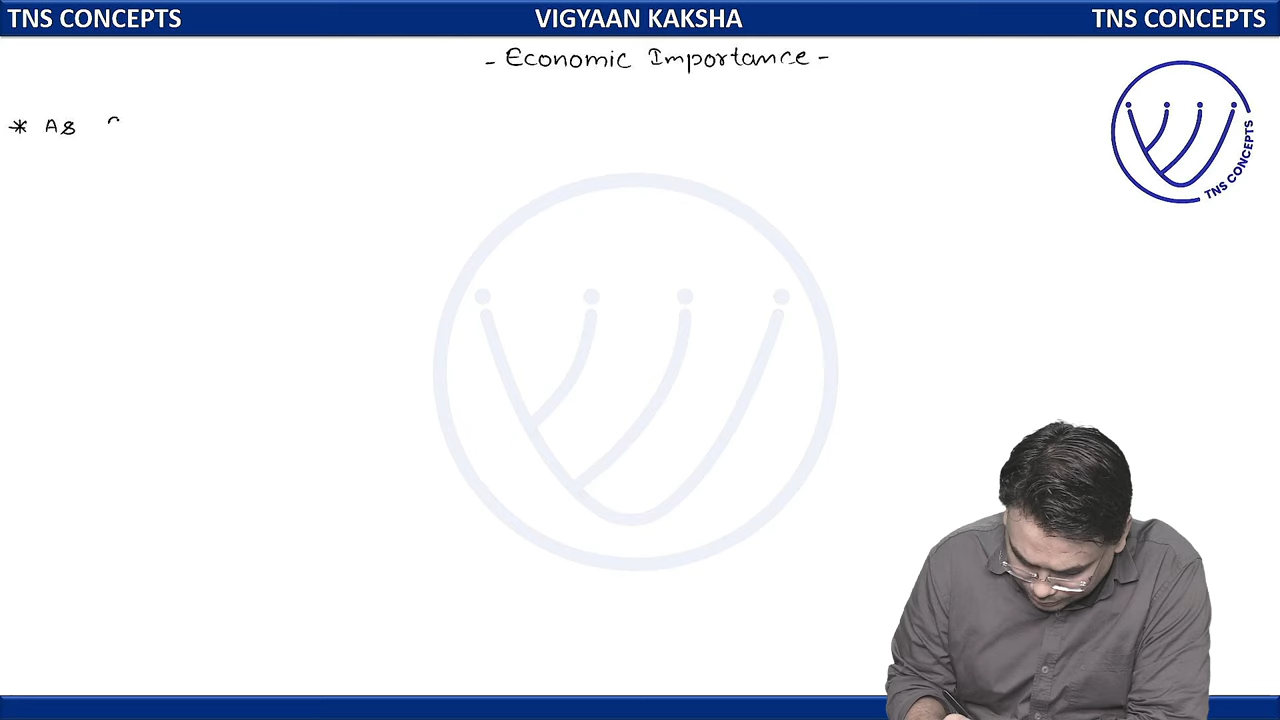 TNS CONCEPTS VIGYAAN KAKSHA TNS CONCEPTS
- Economic Importance -
* As
TNS CONCEPTS